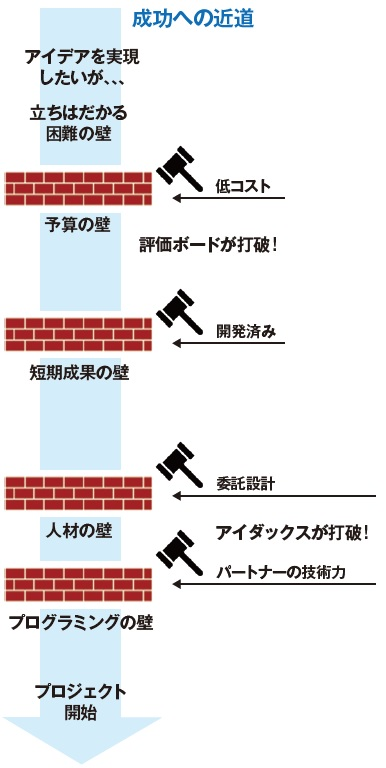 成功への近道
アイデアを実現
したいが、、、
立ちはだかる
困難の壁
低コスト
予算の壁
評価ボードが打破！
開発済み
短期成果の壁
委託設計
人材の壁
アイダックスが打破！
パートナーの技術力
プログラミングの壁
プロジェクト
開始